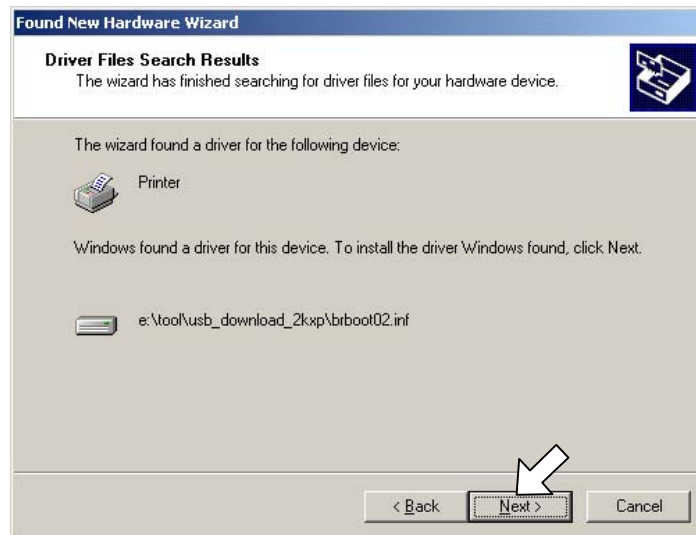 Found New Hardware Wizard
Driver Files Search Results
The wizard has finished searching for driver files for your hardware device.
The wizard found a driver for the following device:
Printer
Windows found a driver for this device. To install the driver Windows found, click Next.
e:\tool\usb_download_2kxp\brboot02.inf
< Back Next > Cancel